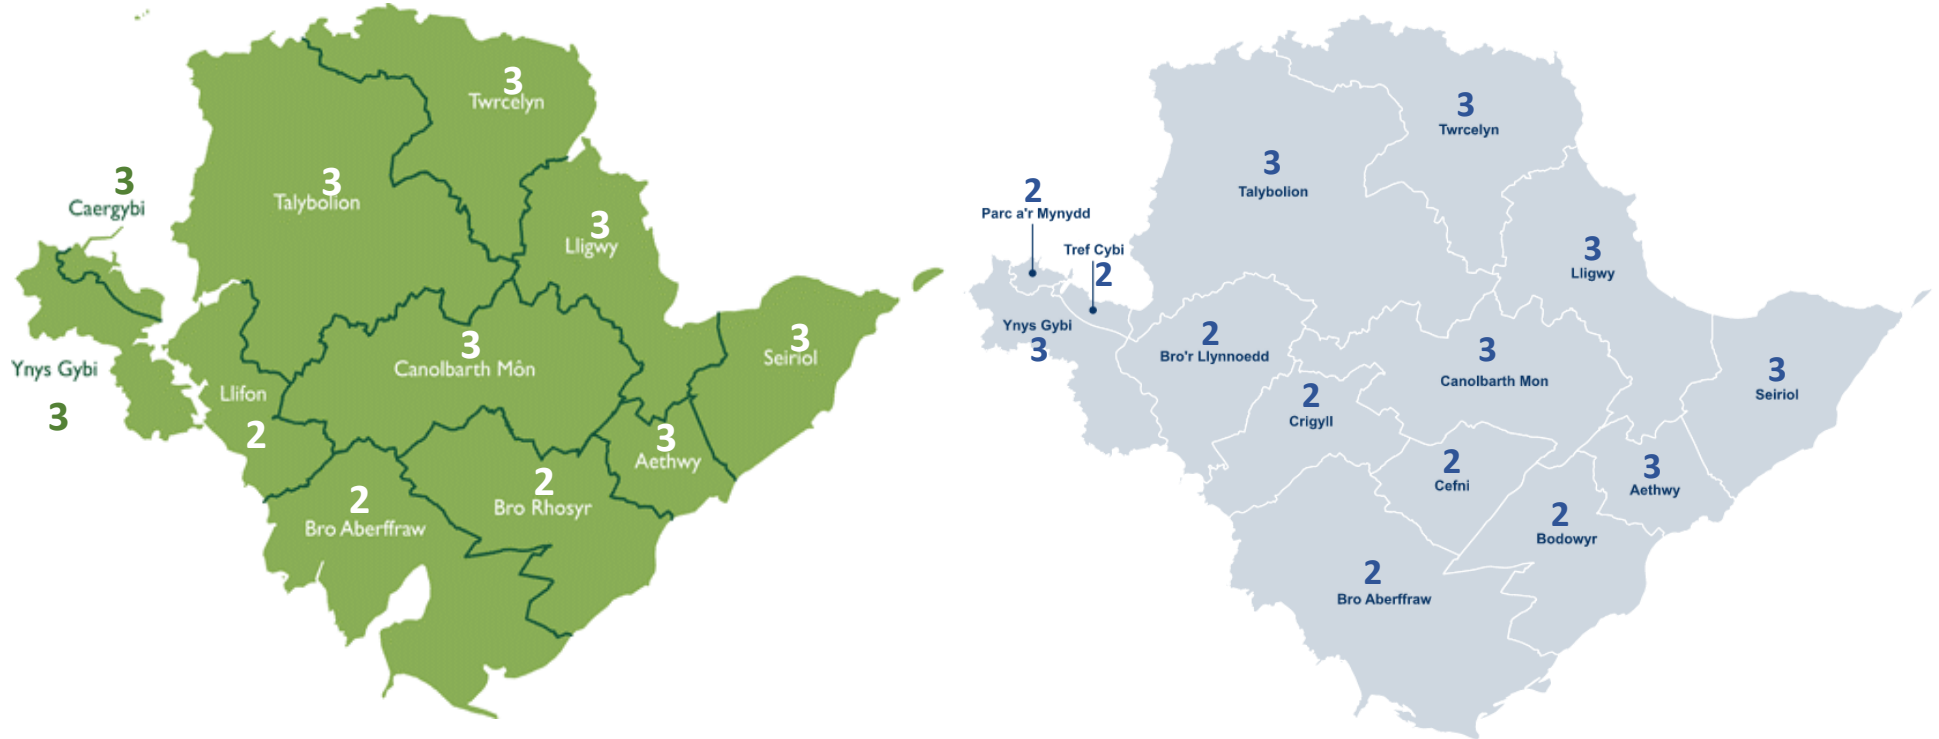 3
Twrcelyn
3
Talybolion
3
Caergybi
3
Lligwy
3
Canolbarth Môn
3
Seiriol
Ynys Gybi
3
Llifon
2
3
Aethwy
2
Bro Rhosyr
2
Bro Aberffraw
3
Twrcelyn
3
Talybolion
2
Parc a'r Mynydd
Tref Cybi
2
3
Lligwy
Ynys Gybi
3
2
Bro'r Llynnoedd
3
Canolbarth Mon
3
Seiriol
2
Crigyll
2
Cefni
3
Aethwy
2
Bodowyr
2
Bro Aberffraw